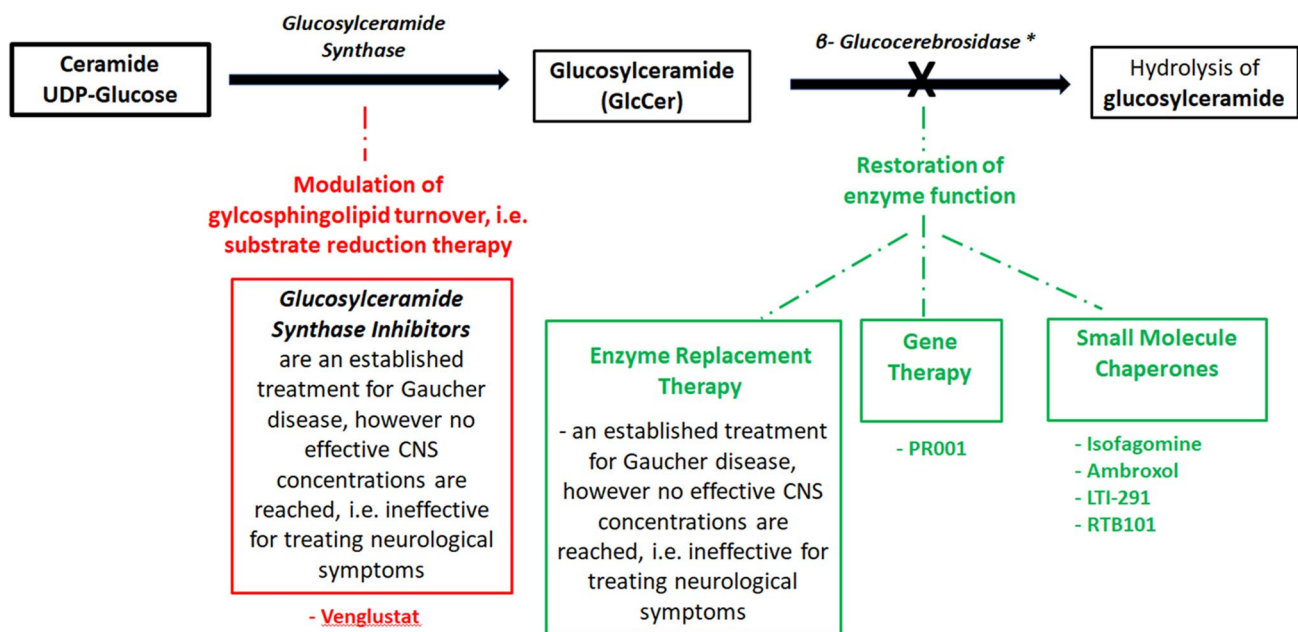 Glucosylceramide
Synthase
β- Glucocerebrosidase *
Ceramide
UDP-Glucose
Glucosylceramide
(GlcCer)
X
Hydrolysis of
glucosylceramide
Modulation of
gylcosphingolipid turnover, i.e.
substrate reduction therapy
Glucosylceramide
Synthase Inhibitors
are an established
treatment for Gaucher
disease, however no
effective CNS
concentrations are
reached, i.e. ineffective
for treating neurological
symptoms
- Venglustat
Restoration of
enzyme function
Enzyme Replacement
Therapy
- an established treatment
for Gaucher disease,
however no effective CNS
concentrations are
reached, i.e. ineffective for
treating neurological
symptoms
Gene
Therapy
- PR001
Small Molecule
Chaperones
- Isofagomine
- Ambroxol
- LTI-291
- RTB101